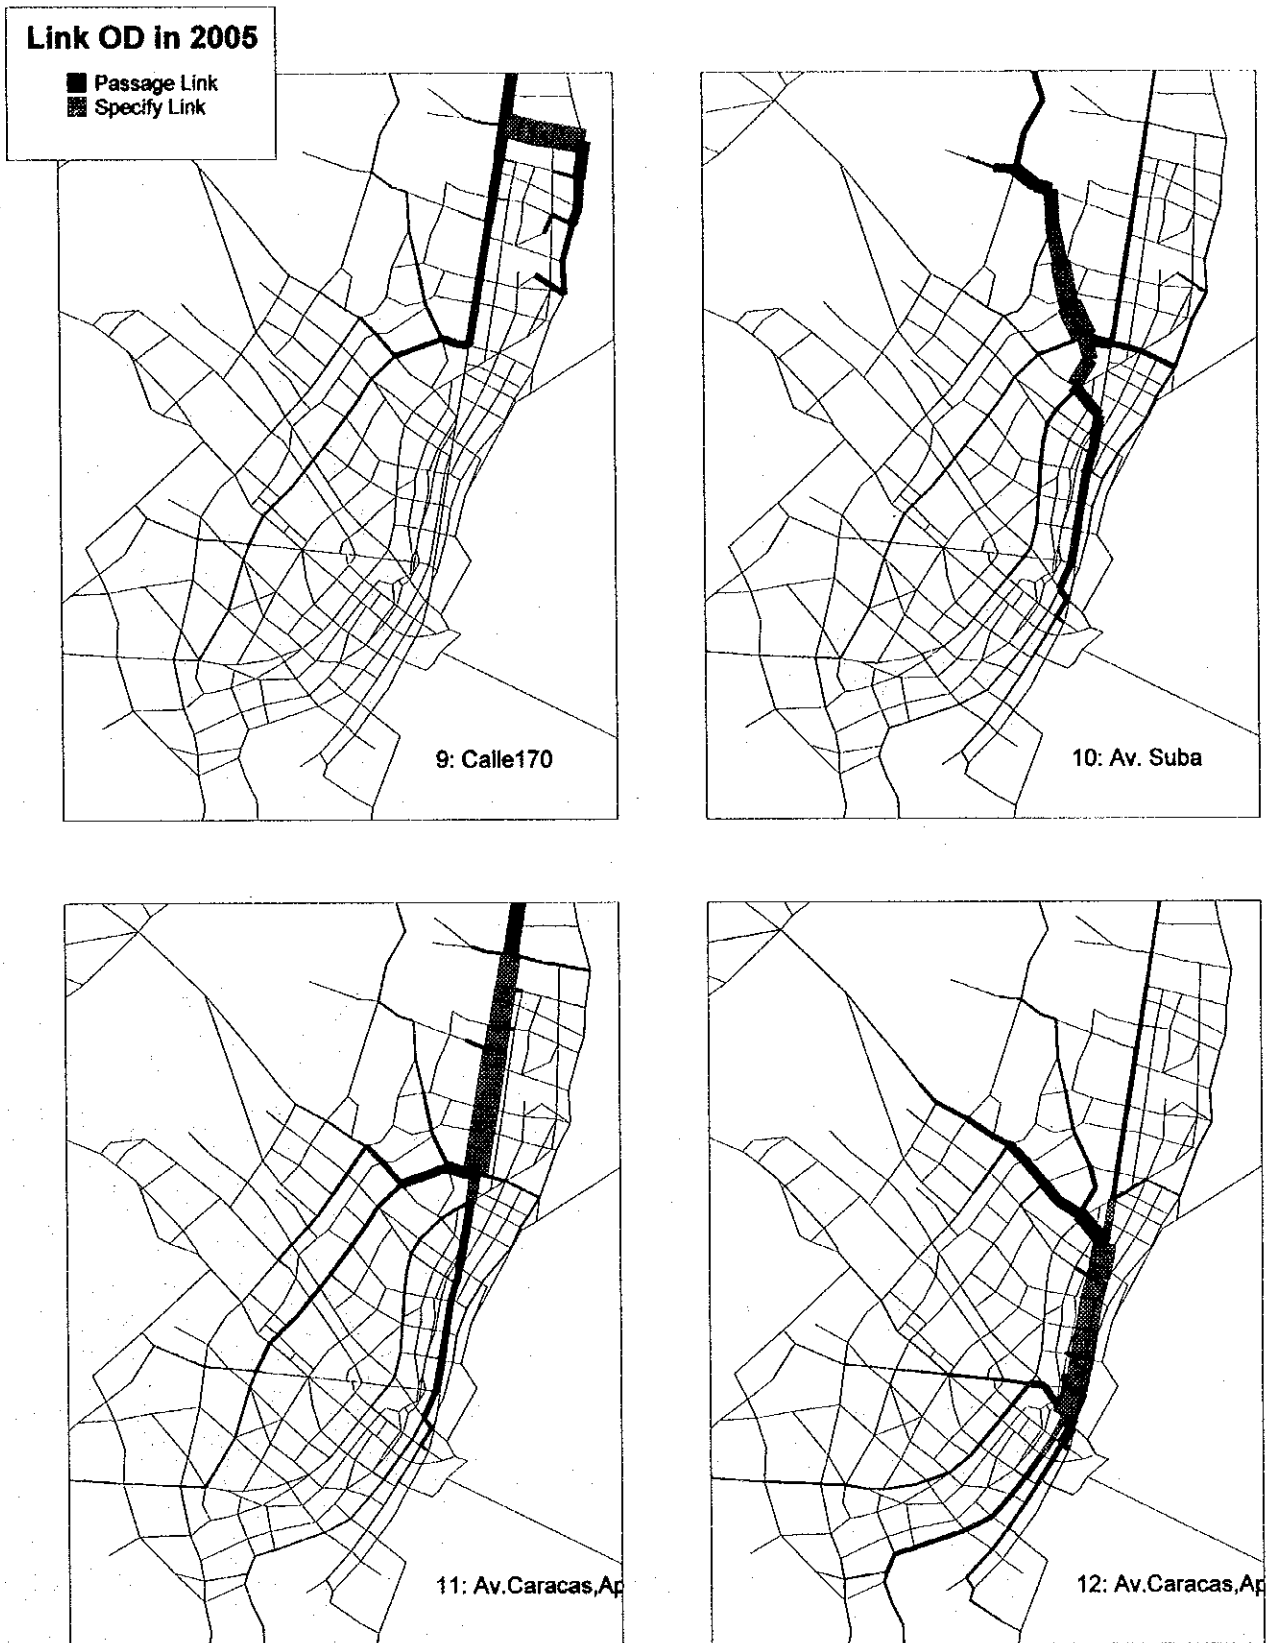 Link OD in 2005
Passage Link
Specify Link
9: Calle170
10: Av. Suba
11: Av.Caracas,Ap
12: Av.Caracas,Ap